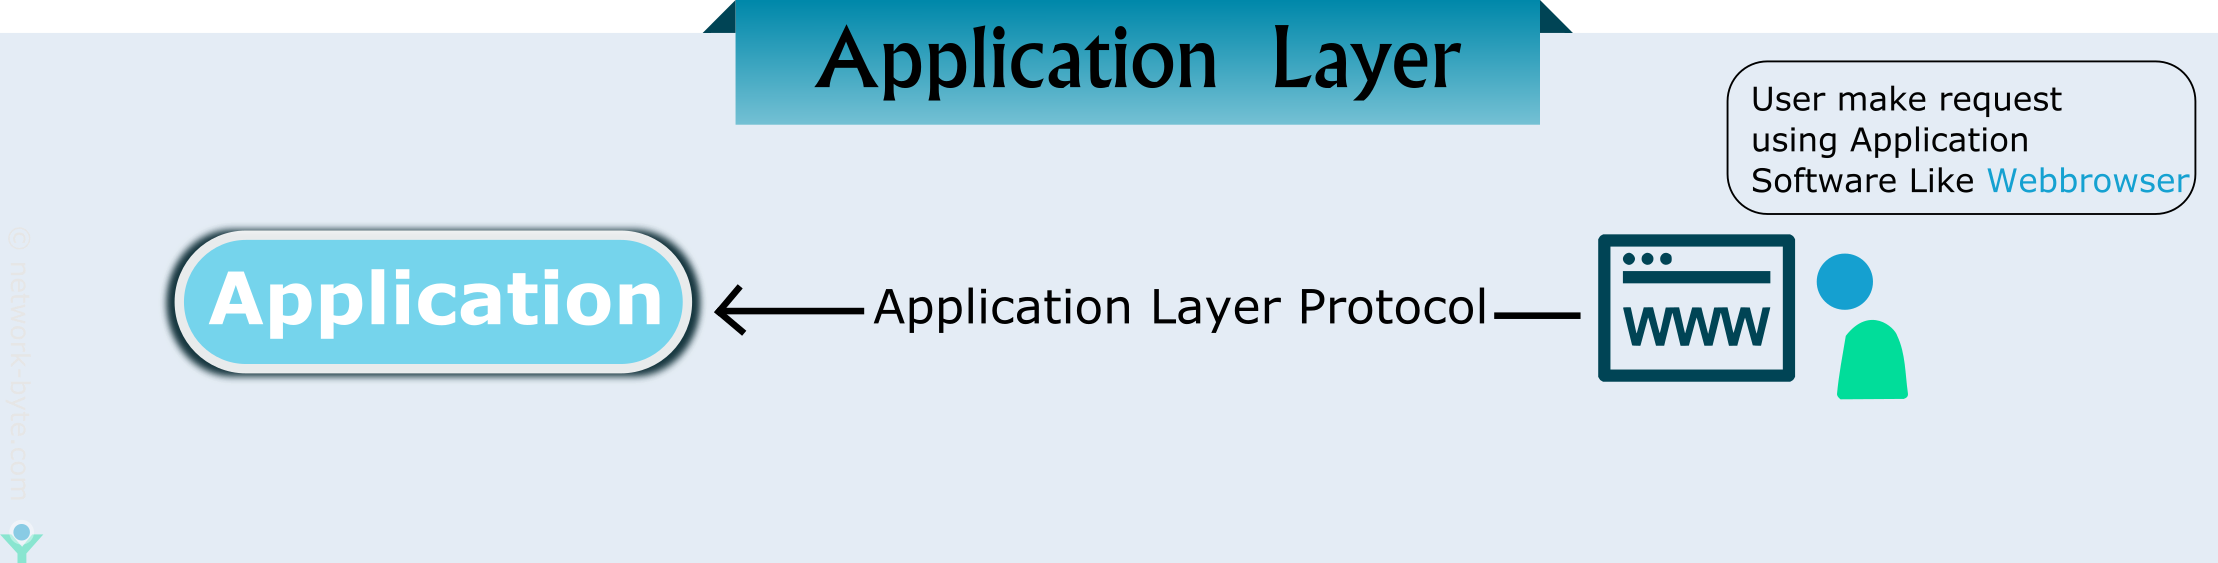 Application Layer
User make request
using Application
Software Like Webbrowser
Application
Application Layer Protocol
WWW
© network-byte.com